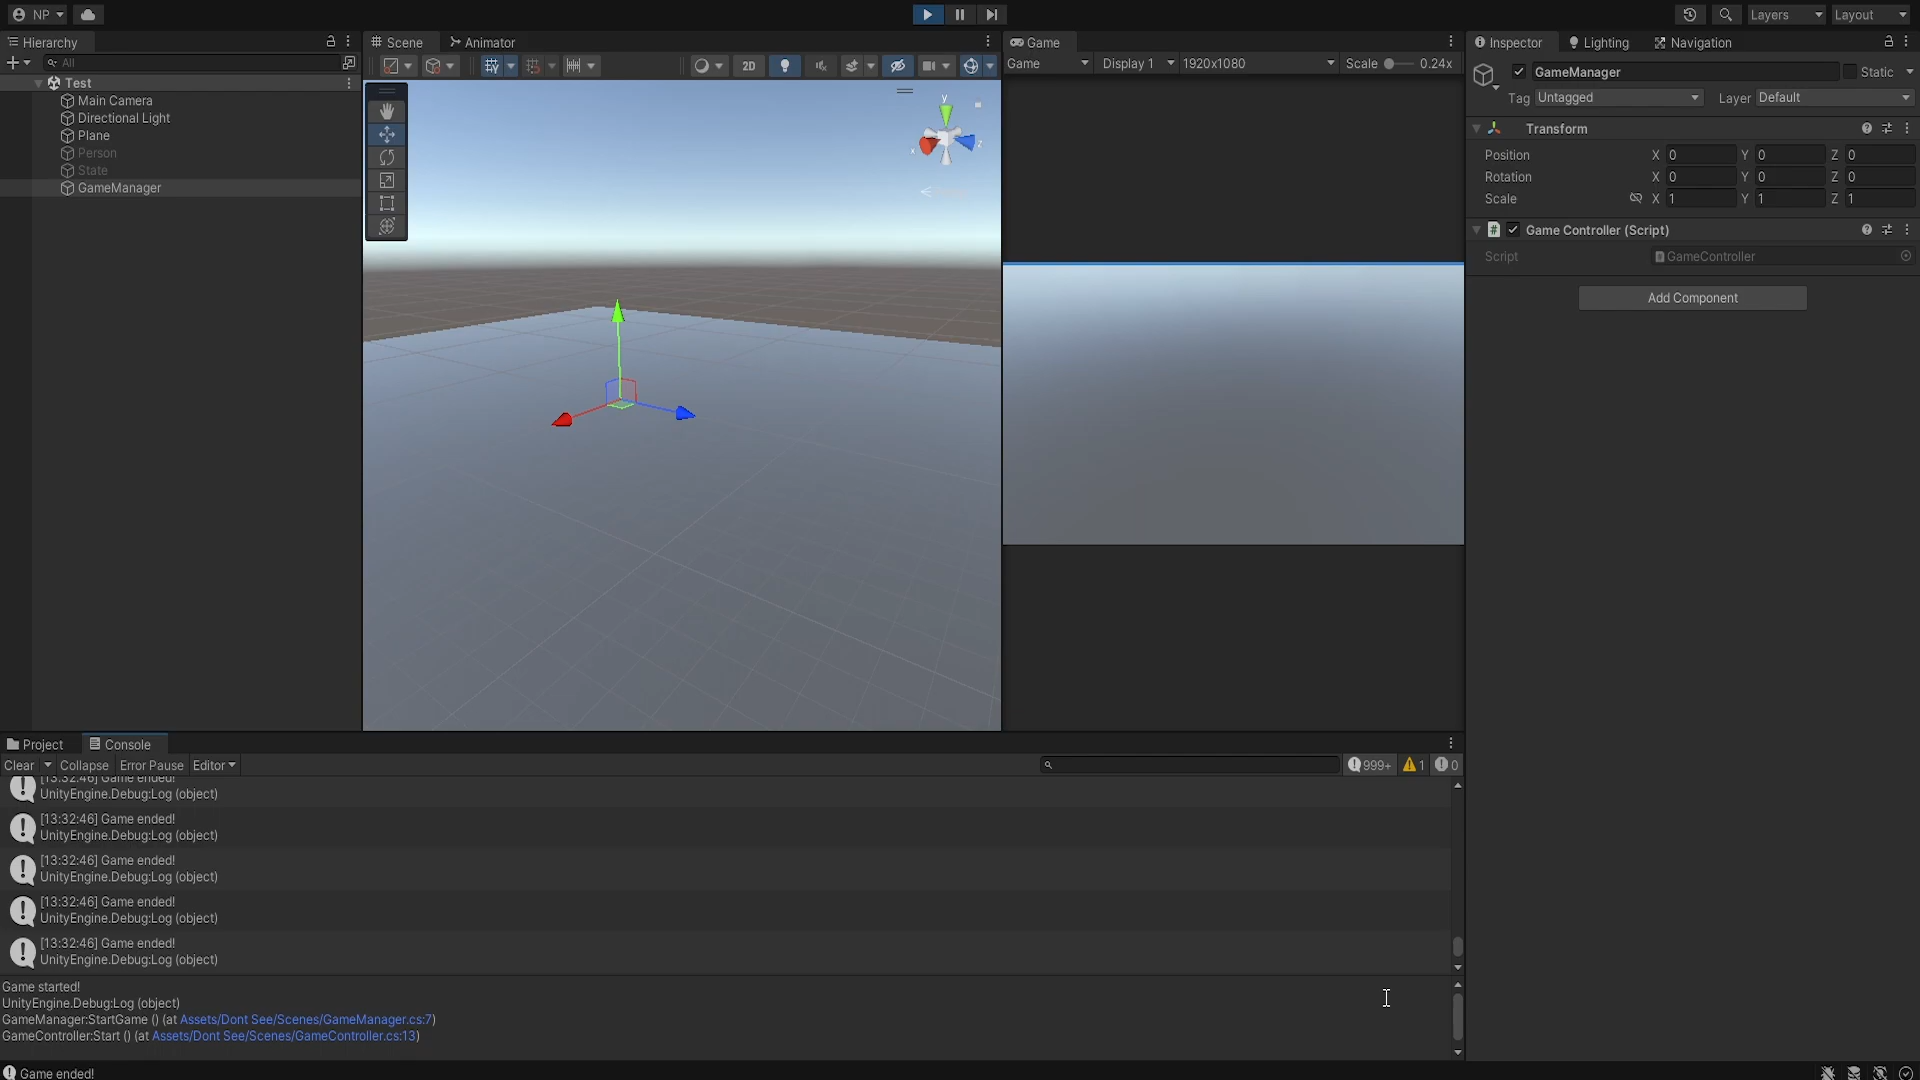 NP
Layers
Layout
Hierarchy
All
Test
Main Camera
Directional Light
Plane
Person
State
GameManager
Scene
Animator
2D
y
x
z
Game
Game
Display 1
1920x1080
Scale
0.24x
Inspector
Lighting
Navigation
GameManager
Static
Tag
Untagged
Layer
Default
Transform
Position
X 0
Y 0
Z 0
Rotation
X 0
Y 0
Z 0
Scale
X 1
Y 1
Z 1
# Game Controller (Script)
Script
GameController
Add Component
Project
Console
Clear
Collapse
Error Pause
Editor
999+
1
0
[13:32:46] Game ended!
UnityEngine.Debug:Log (object)
[13:32:46] Game ended!
UnityEngine.Debug:Log (object)
[13:32:46] Game ended!
UnityEngine.Debug:Log (object)
[13:32:46] Game ended!
UnityEngine.Debug:Log (object)
[13:32:46] Game ended!
UnityEngine.Debug:Log (object)
Game started!
UnityEngine.Debug:Log (object)
GameManager:StartGame () (at Assets/Dont See/Scenes/GameManager.cs:7)
GameController:Start () (at Assets/Dont See/Scenes/GameController.cs:13)
Game ended!